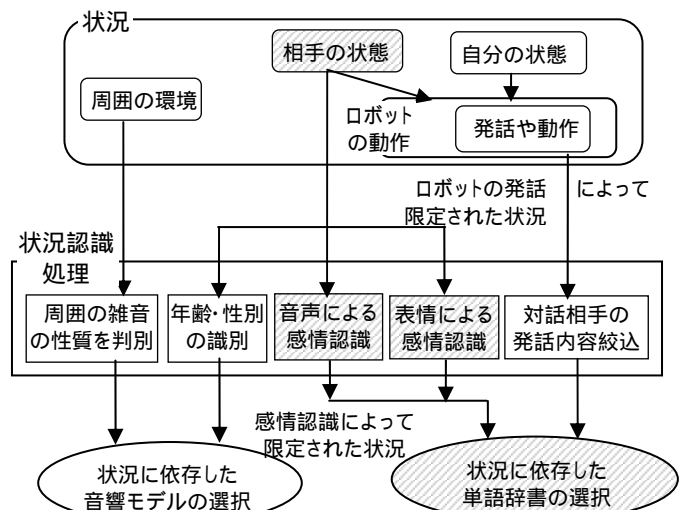 状況
相手の状態
自分の状態
周囲の環境
ロボット
の動作
発話や動作
ロボットの発話 によって
限定された状況
状況認識
処理
周囲の雑音
の性質を判別
年齢・性別
の識別
音声による
感情認識
表情による
感情認識
対話相手の
発話内容絞込
感情認識によって
限定された状況
状況に依存した
音響モデルの選択
状況に依存した
単語辞書の選択